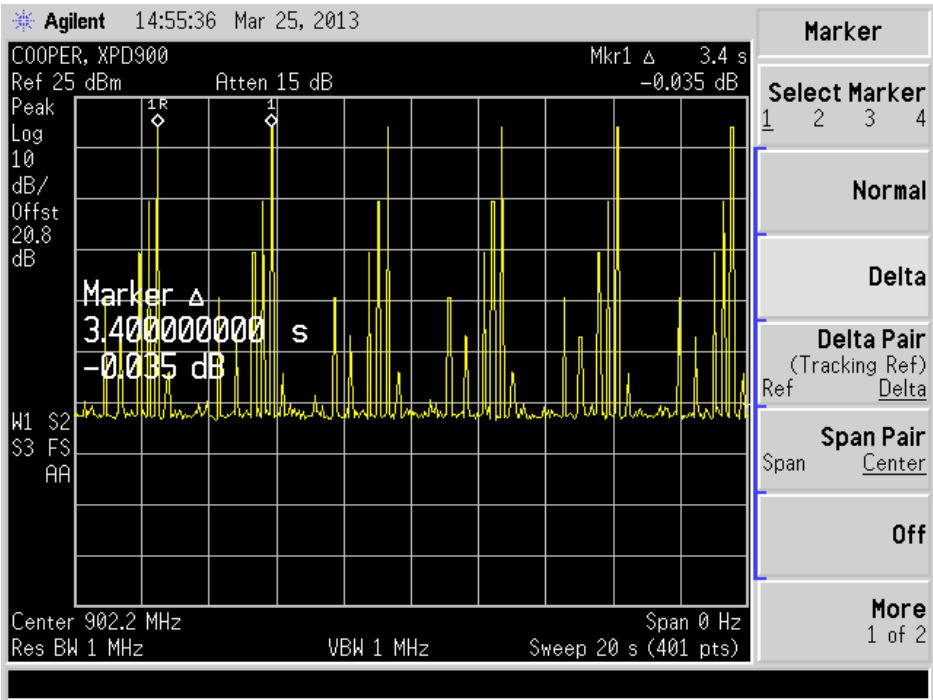 Agilent 14:55:36 Mar 25, 2013
COOPER, XPD900
Mkr1 Δ 3.4 s
Ref 25 dBm Atten 15 dB -0.035 dB
Peak
Log
10
dB/
Offst
20.8
dB
1R 1
Marker Δ
3.400000000 s
-0.035 dB
W1 S2
S3 FS
AA
Center 902.2 MHz Span 0 Hz
Res BW 1 MHz VBW 1 MHz Sweep 20 s (401 pts)
Marker
Select Marker
1 2 3 4
Normal
Delta
Delta Pair
(Tracking Ref)
Ref Delta
Span Pair
Span Center
Off
More
1 of 2